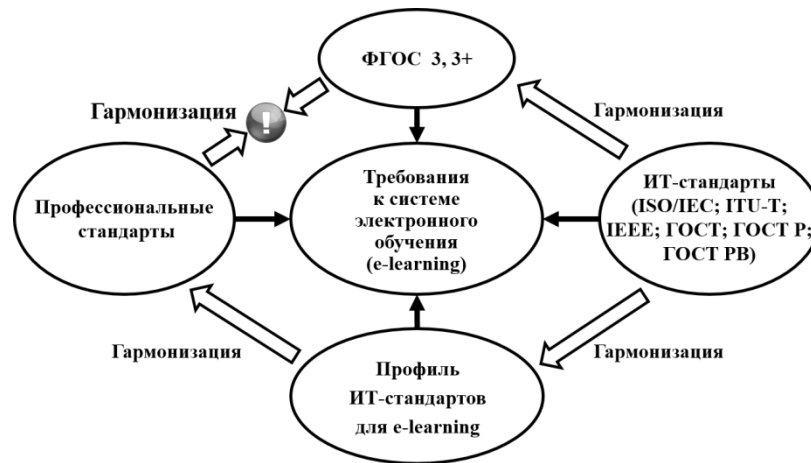 ФГОС 3, 3+
Гармонизация
!
Гармонизация
Профессиональные
стандарты
Требования
к системе
электронного
обучения
(e-learning)
ИТ-стандарты
(ISO/IEC; ITU-T;
IEEE; ГОСТ; ГОСТ Р;
ГОСТ РВ)
Гармонизация
Гармонизация
Профиль
ИТ-стандартов
для e-learning